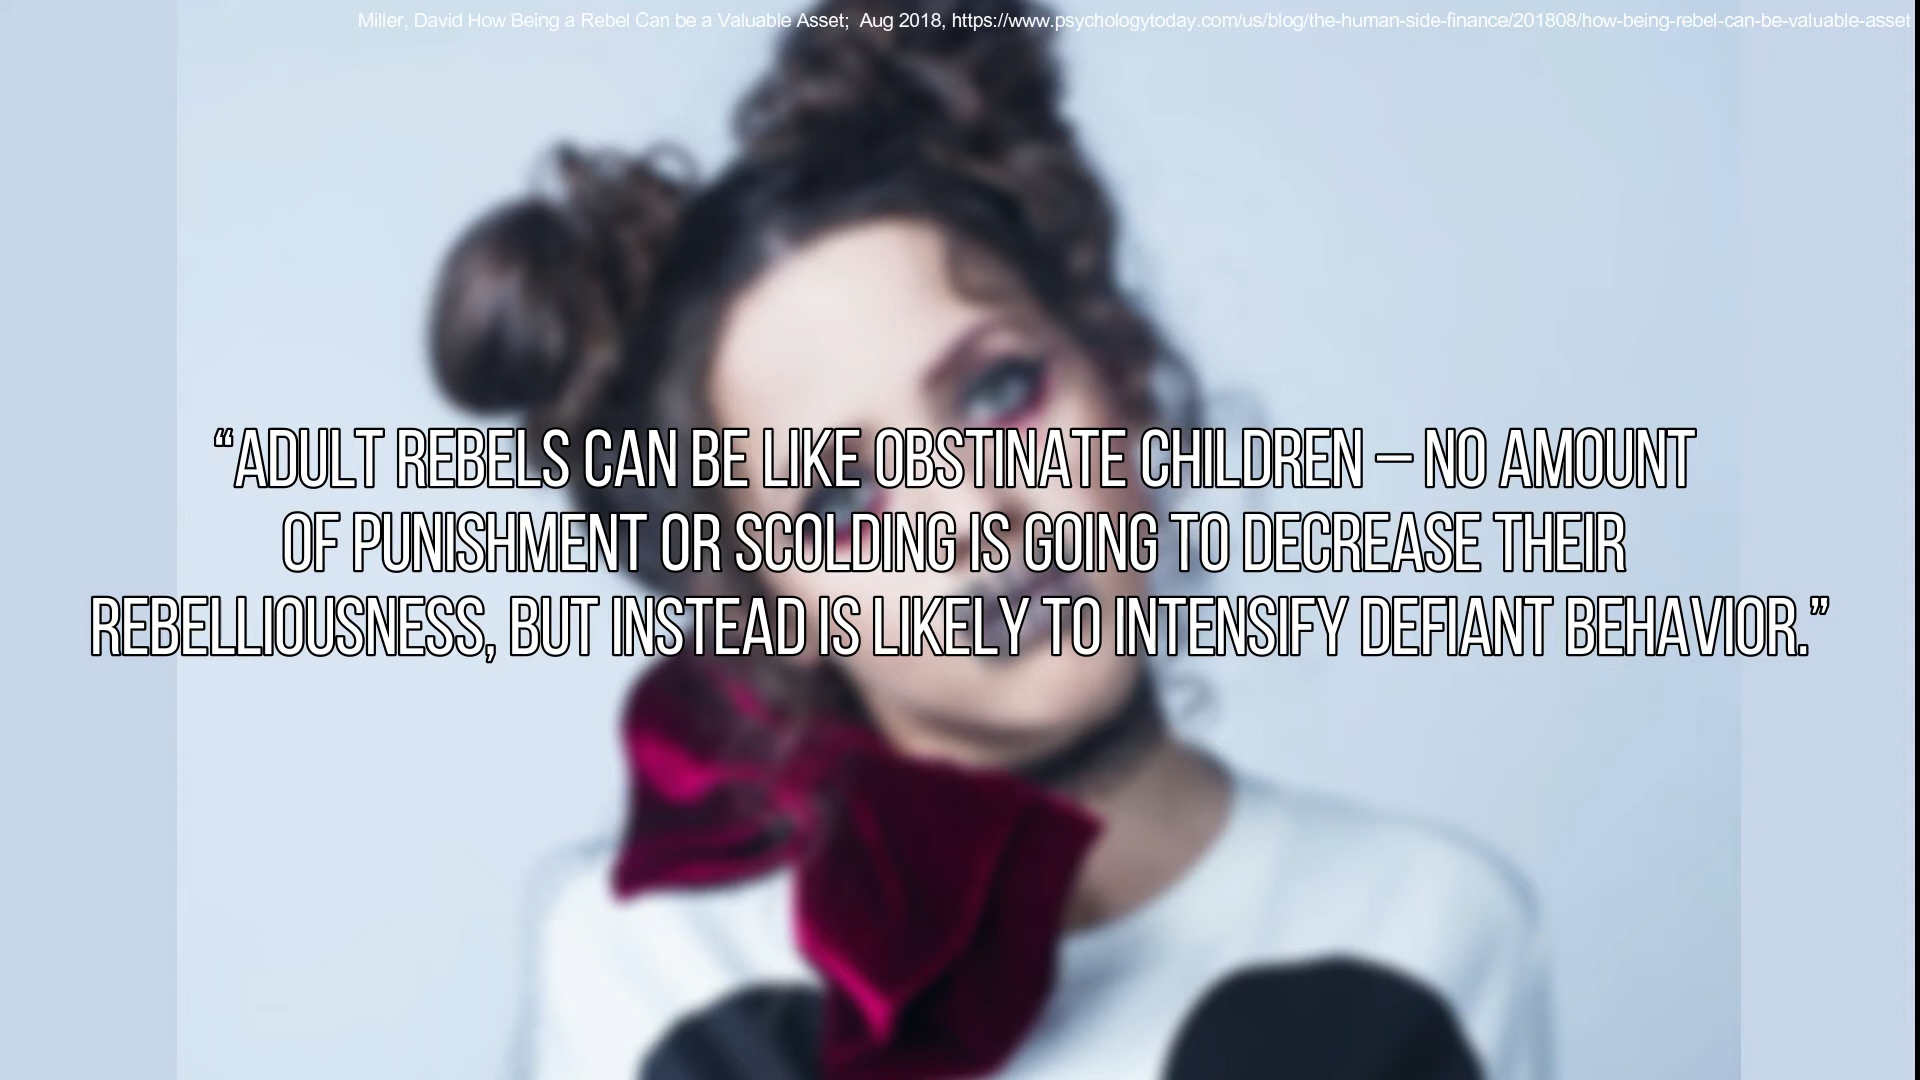 Miller, David How Being a Rebel Can be a Valuable Asset;  Aug 2018, https://www.psychologytoday.com/us/blog/the-human-side-finance/201808/how-being-rebel-can-be-valuable-asset
“ADULT REBELS CAN BE LIKE OBSTINATE CHILDREN – NO AMOUNT
OF PUNISHMENT OR SCOLDING IS GOING TO DECREASE THEIR
REBELLIOUSNESS, BUT INSTEAD IS LIKELY TO INTENSIFY DEFIANT BEHAVIOR.”